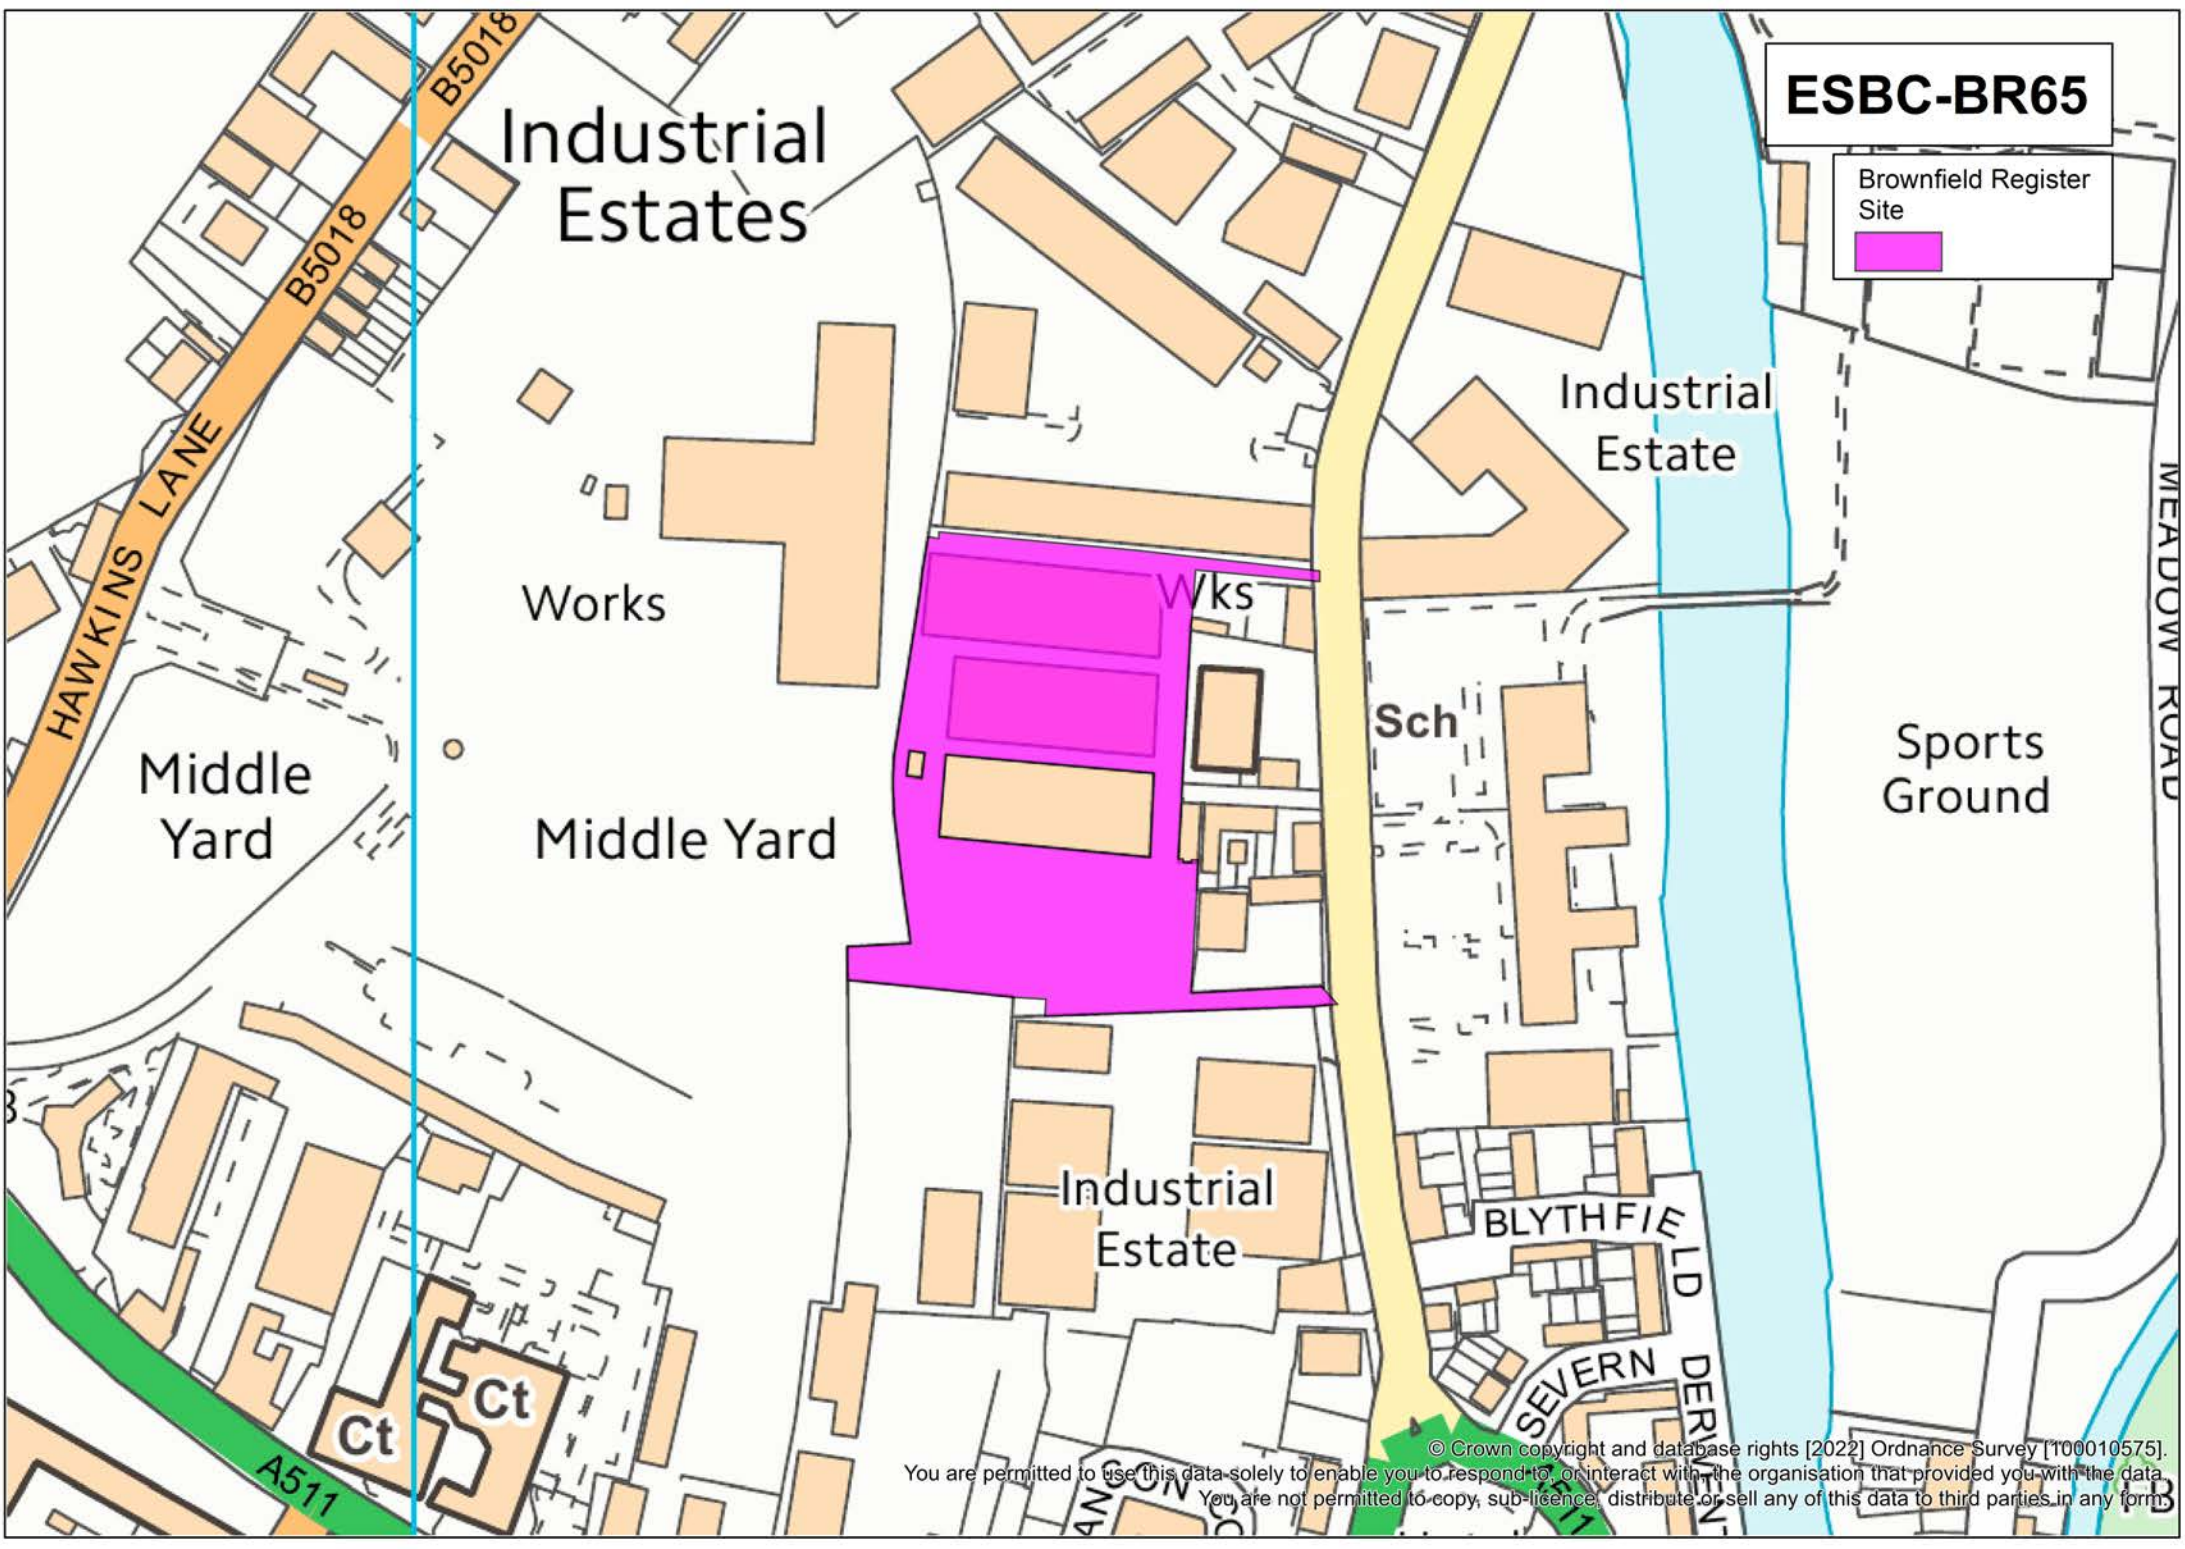 B5018
ESBC-BR65
Industrial
Estates
Brownfield Register
Site
B5018
Industrial
Estate
HAWKINS LANE
MEADOW ROAD
Works
Wks
Sch
Sports
Ground
Middle
Yard
Middle Yard
Industrial
Estate
BLYTHFIELD
SEVERN
Ct
Ct
A511
A511
© Crown copyright and database rights [2022] Ordnance Survey [100010575].
You are permitted to use this data solely to enable you to respond to, or interact with, the organisation that provided you with the data.
You are not permitted to copy, sub-licence, distribute or sell any of this data to third parties in any form.